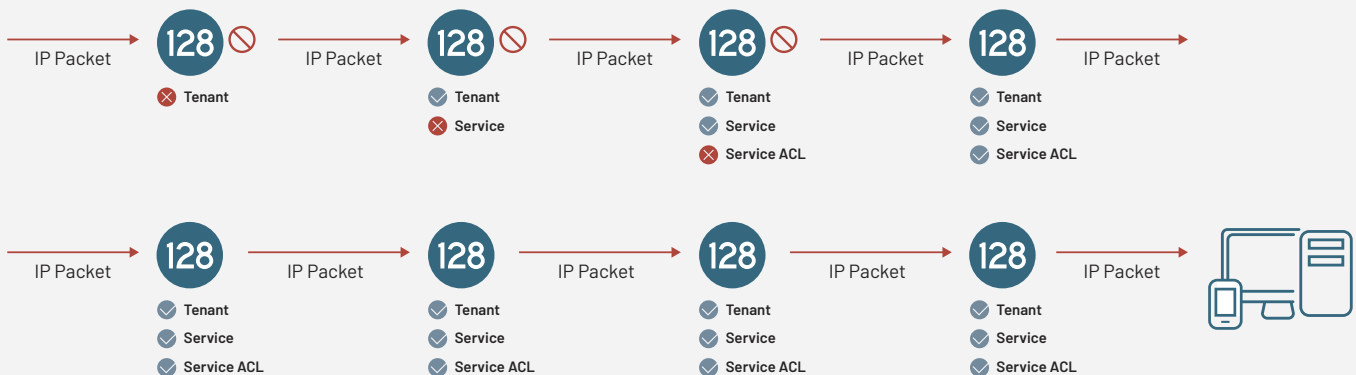 128 128 128 128
IP Packet IP Packet IP Packet IP Packet IP Packet
Tenant Tenant Tenant Tenant
Service Service Service
Service ACL Service ACL
128 128 128 128
IP Packet IP Packet IP Packet IP Packet IP Packet
Tenant Tenant Tenant Tenant
Service Service Service Service
Service ACL Service ACL Service ACL Service ACL